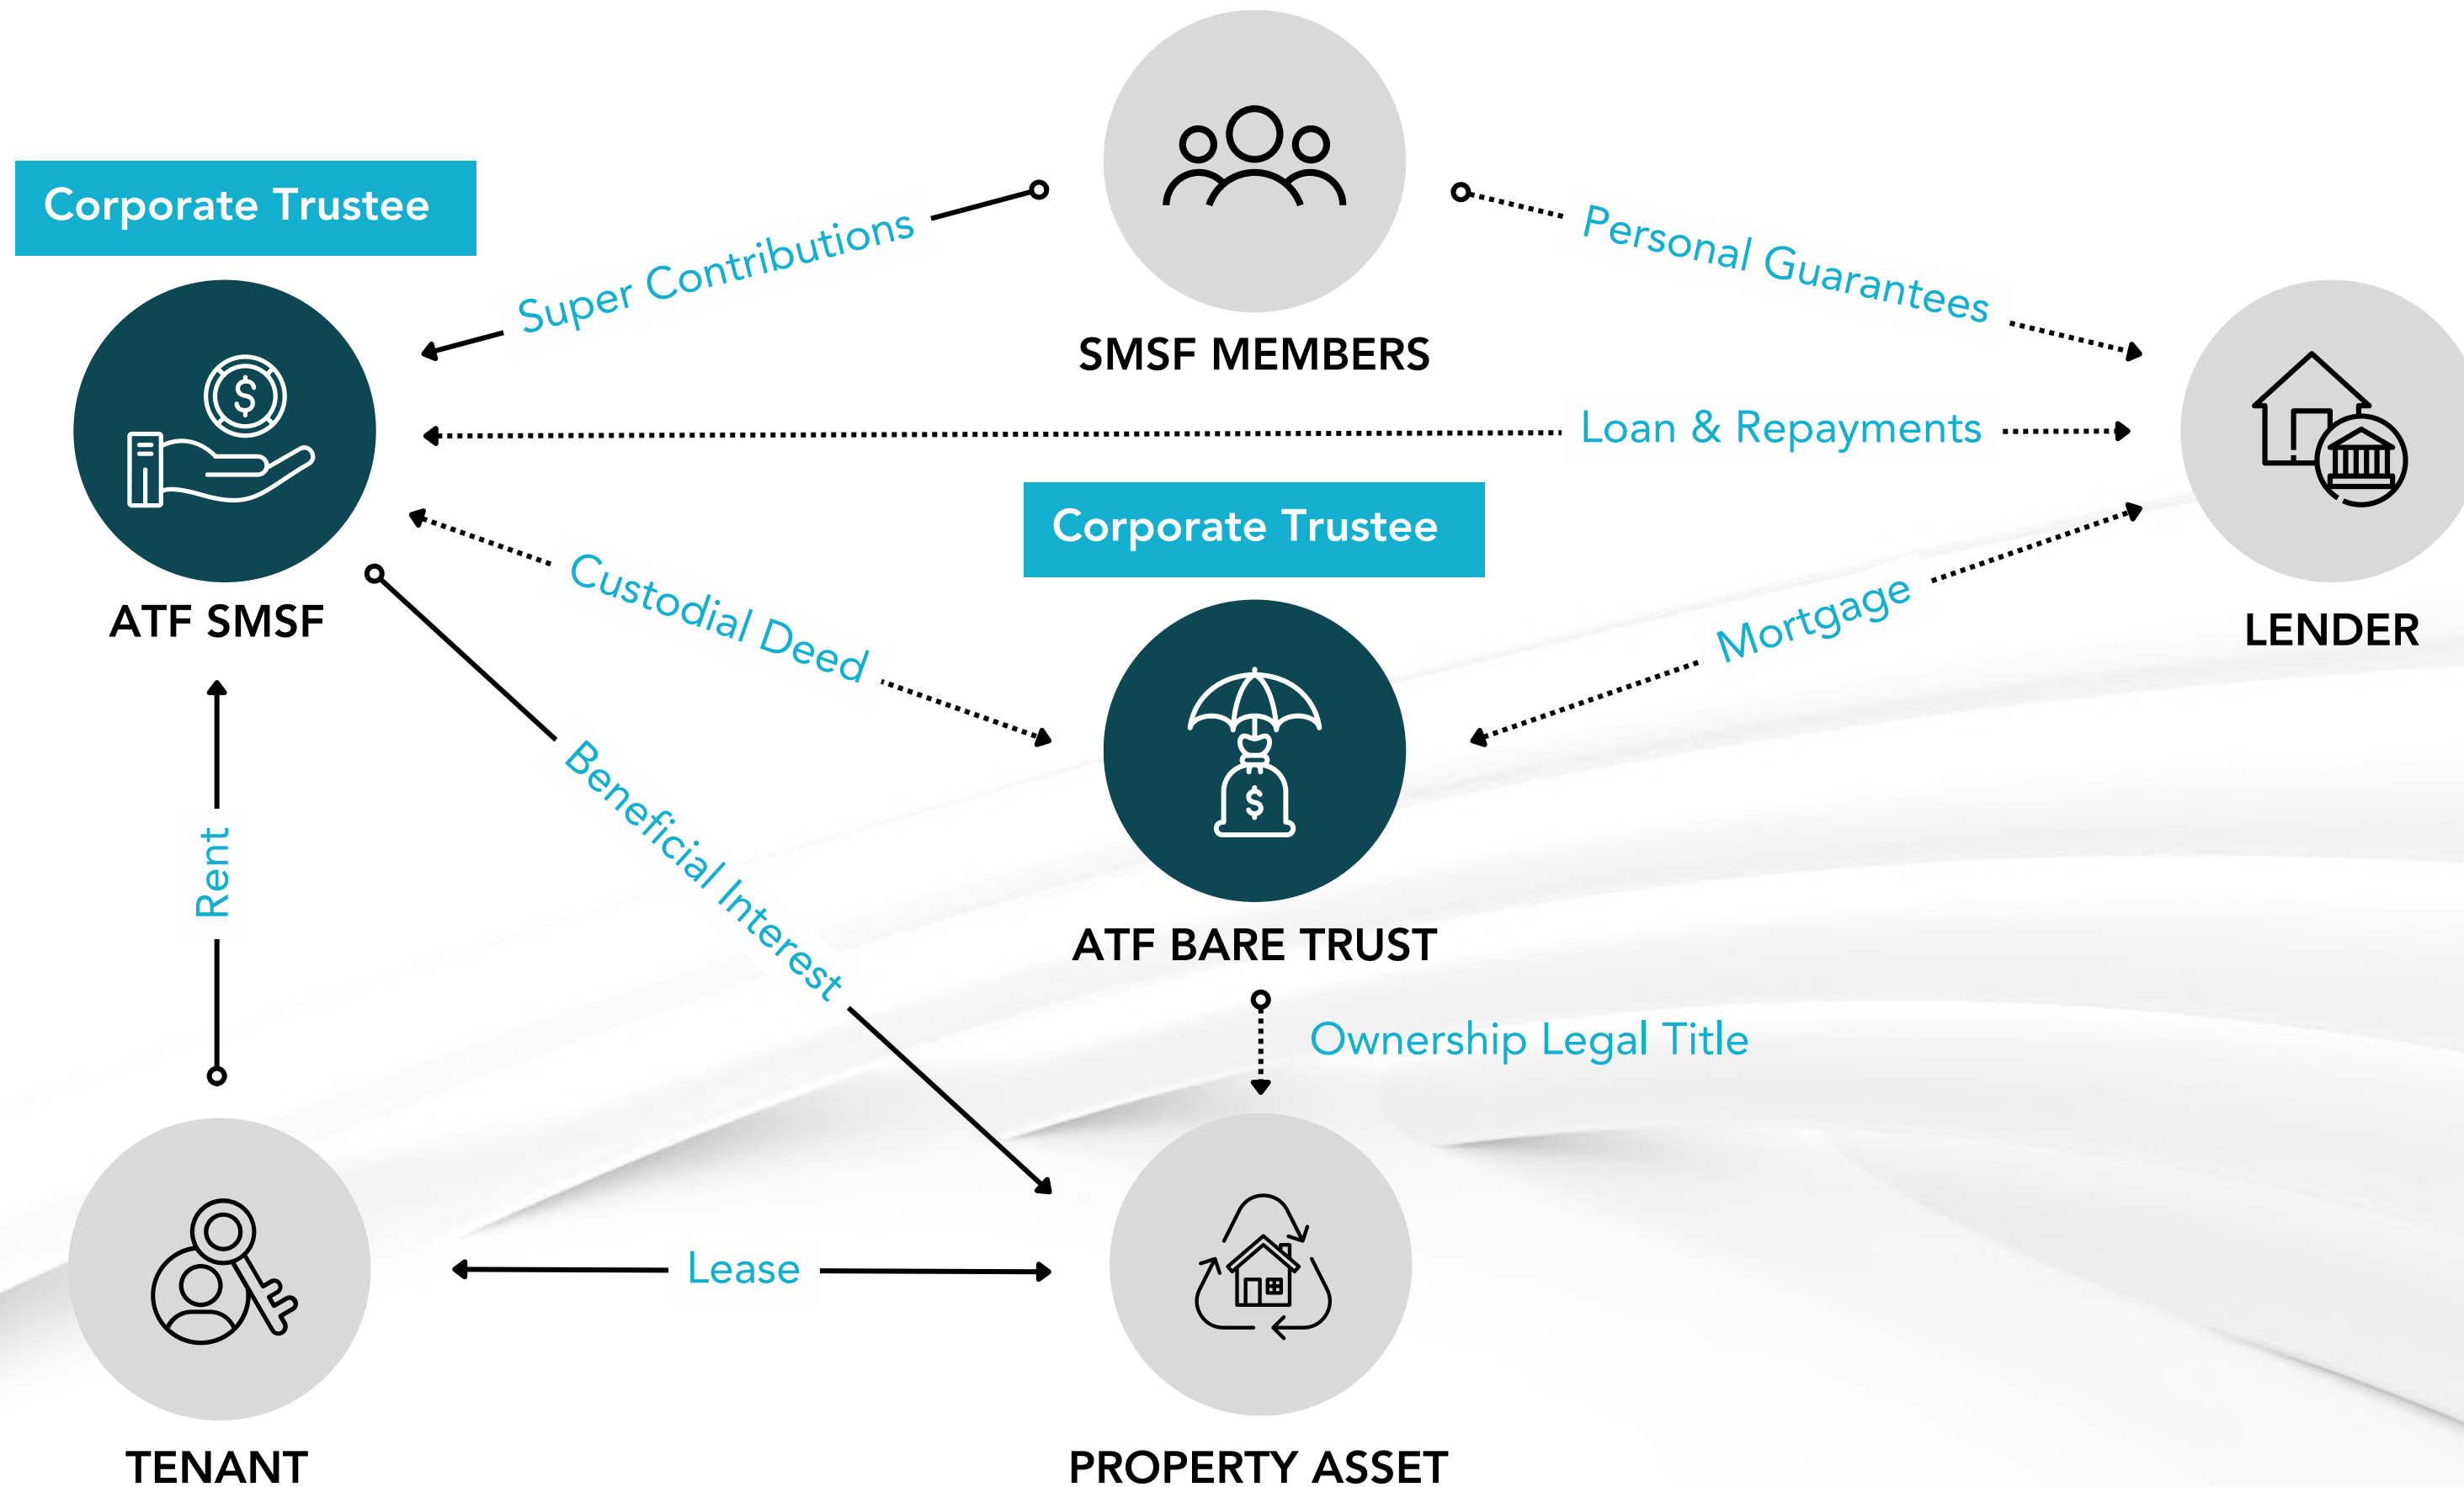 Corporate Trustee
Super Contributions
Personal Guarantees
SMSF MEMBERS
Loan & Repayments
Corporate Trustee
Custodial Deed
Mortgage
ATF SMSF
LENDER
Beneficial Interest
Rent
ATF BARE TRUST
Ownership Legal Title
Lease
TENANT
PROPERTY ASSET